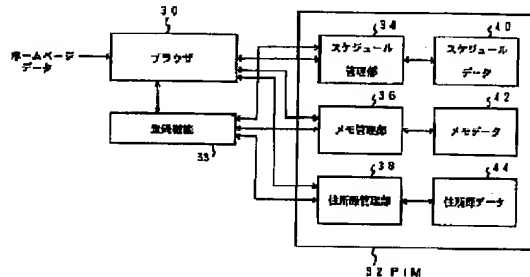 30
ブラウザ
ホームページ
データ
登録機能
33
34
スケジュール
管理部
40
スケジュール
データ
36
メモ管理部
42
メモデータ
38
住所録管理部
44
住所録データ
32 PIM